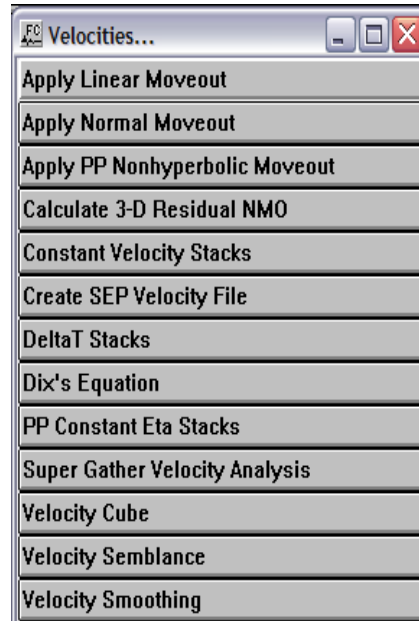 FC
Velocities...
Apply Linear Moveout
Apply Normal Moveout
Apply PP Nonhyperbolic Moveout
Calculate 3-D Residual NMO
Constant Velocity Stacks
Create SEP Velocity File
DeltaT Stacks
Dix's Equation
PP Constant Eta Stacks
Super Gather Velocity Analysis
Velocity Cube
Velocity Semblance
Velocity Smoothing